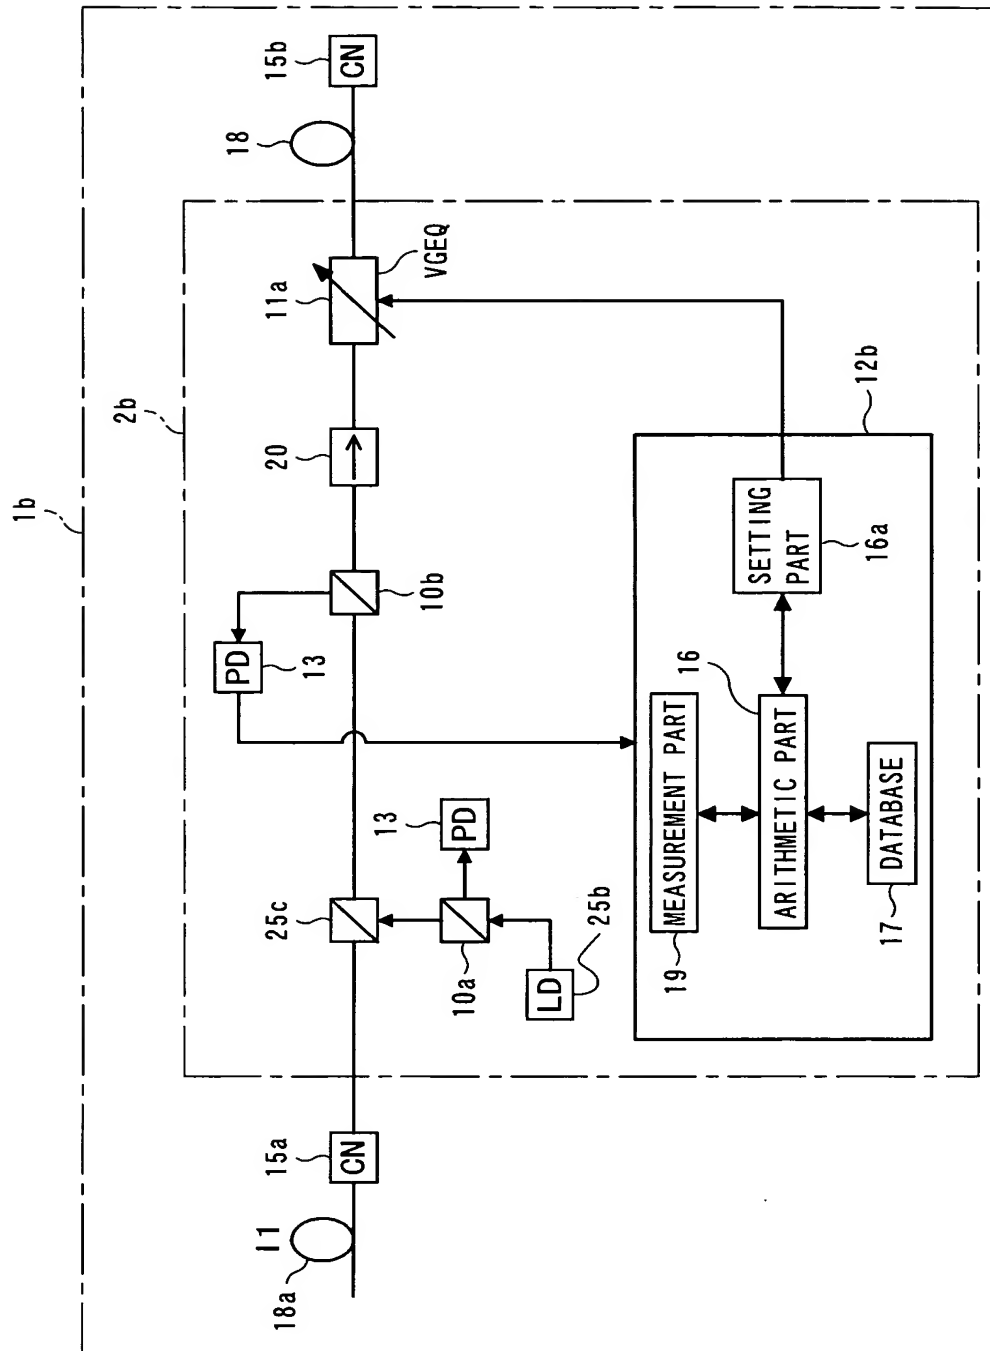 1b
2b
PD
18
I1
18a
15a
25c
20
11a
15b
13
CN
CN
13
10b
VGEQ
10a
PD
LD
25b
19
MEASUREMENT PART
16
ARITHMETIC PART
SETTING
PART
16a
12b
17
DATABASE